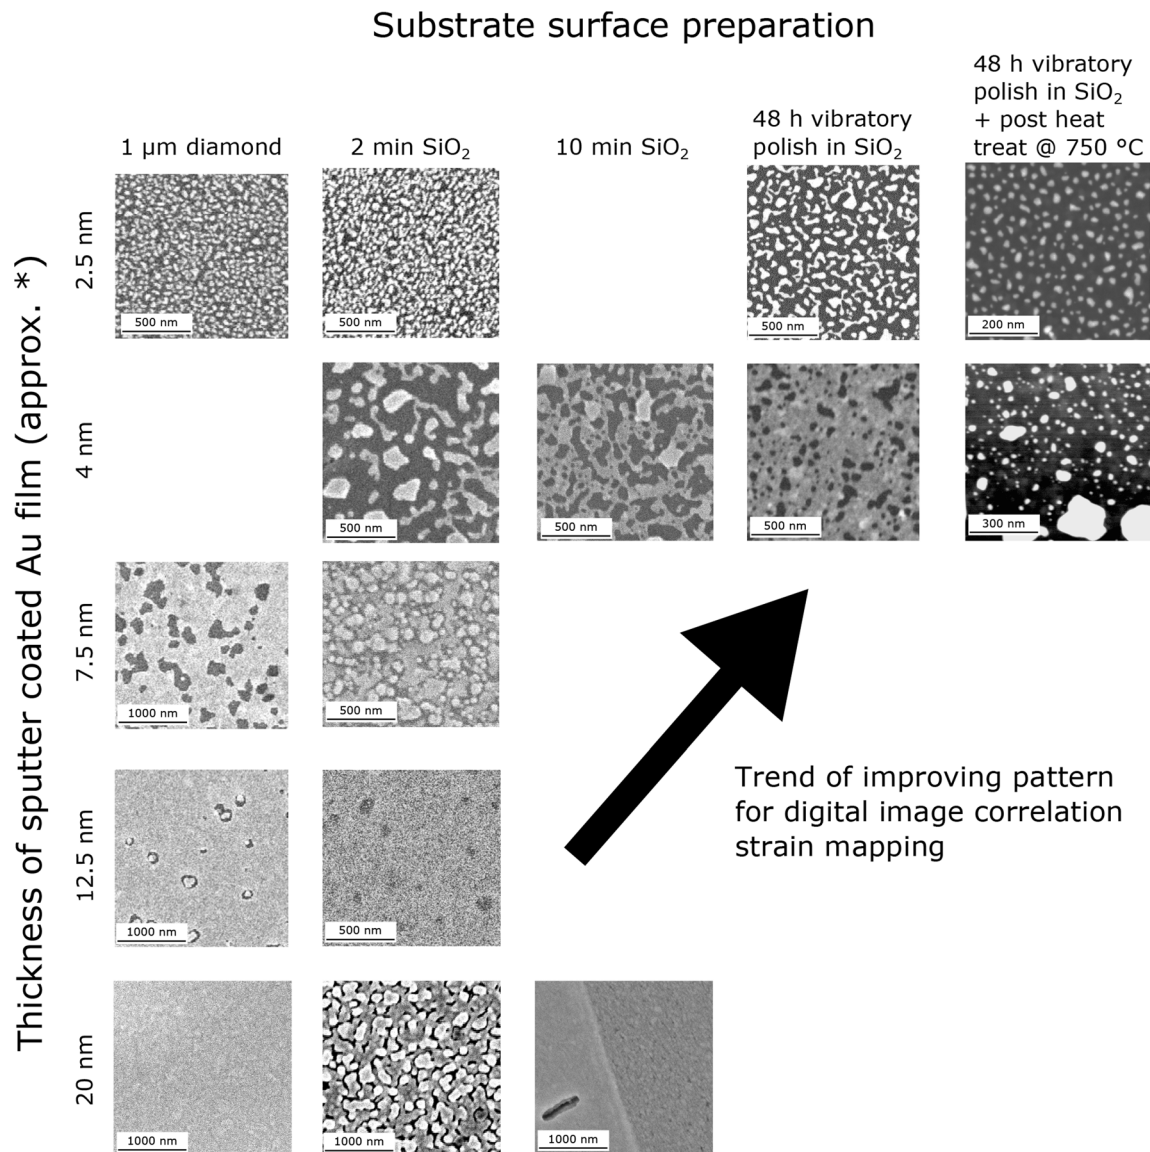 Substrate surface preparation
1 µm diamond
2 min SiO₂
10 min SiO₂
48 h vibratory
polish in SiO₂
48 h vibratory
polish in SiO₂
+ post heat
treat @ 750 °C
Thickness of sputter coated Au film (approx. *)
2.5 nm
500 nm
500 nm
500 nm
200 nm
4 nm
500 nm
500 nm
500 nm
300 nm
7.5 nm
1000 nm
500 nm
12.5 nm
1000 nm
500 nm
Trend of improving pattern
for digital image correlation
strain mapping
20 nm
1000 nm
1000 nm
1000 nm